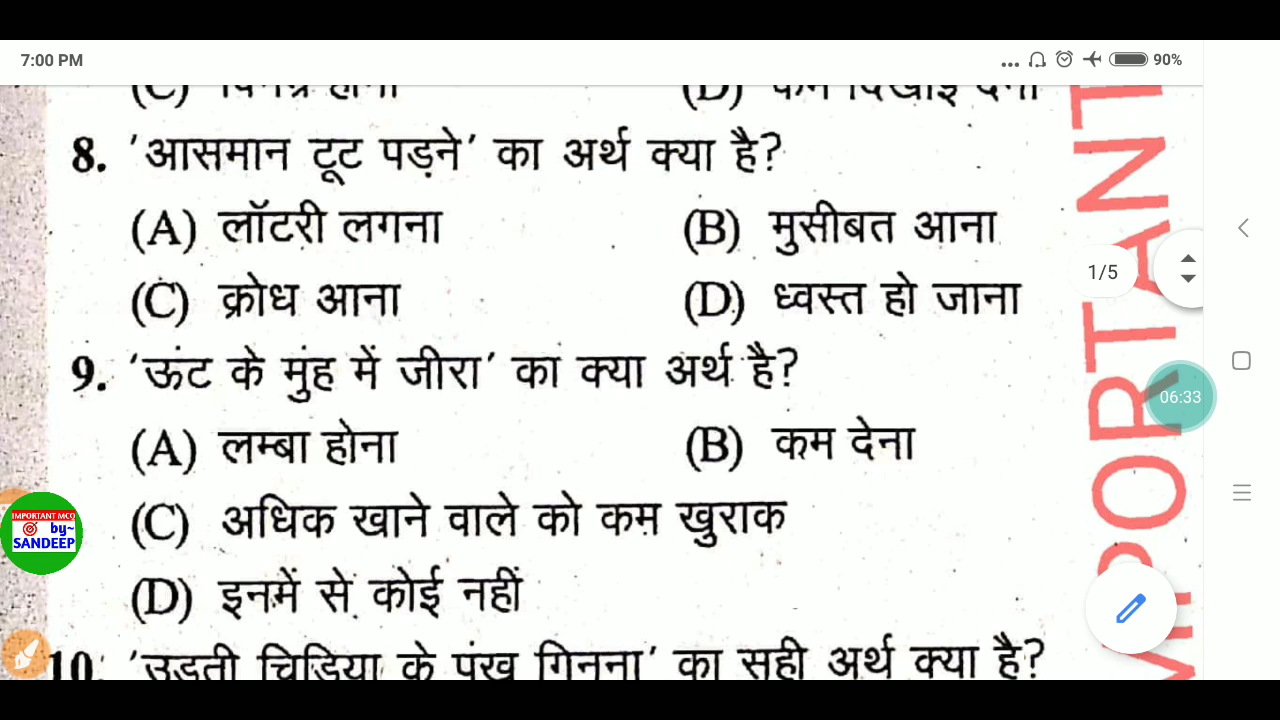 7:00 PM
90%
8. 'आसमान टूट पड़ने' का अर्थ क्या है?
(A) लॉटरी लगना (B) मुसीबत आना
(C) क्रोध आना (D) ध्वस्त हो जाना
1/5
9. 'ऊंट के मुंह में जीरा' का क्या अर्थ है?
06:33
(A) लम्बा होना (B) कम देना
(C) अधिक खाने वाले को कम खुराक
IMPORTANT MCQ
by~
SANDEEP
(D) इनमें से कोई नहीं
10. 'उड़ती चिड़िया के पंख गिनना' का सही अर्थ क्या है?